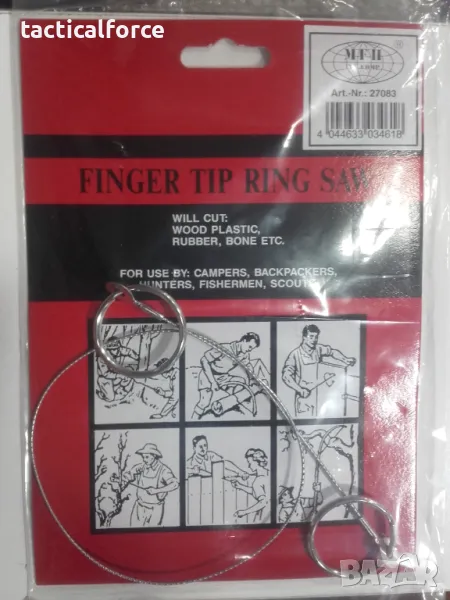 tacticalforce
M·F·H
Art.-Nr.: 27083
4 044633 034618
FINGER TIP RING SAW
WILL CUT:
WOOD PLASTIC,
RUBBER, BONE ETC.
FOR USE BY: CAMPERS, BACKPACKERS,
HUNTERS, FISHERMEN, SCOUTS
BAZAR